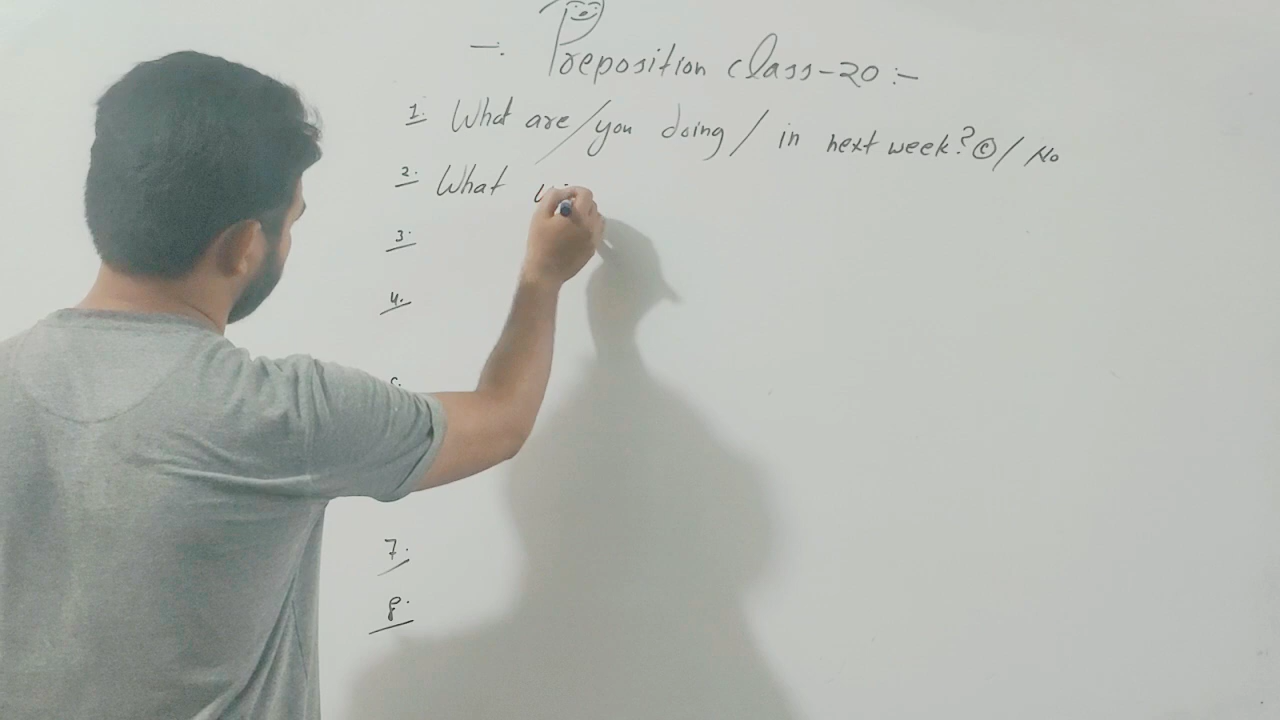 -: Preposition class-20 :-
1. What are/you doing/ in next week? ©/ No
2. What
3.
4.
7.
8.